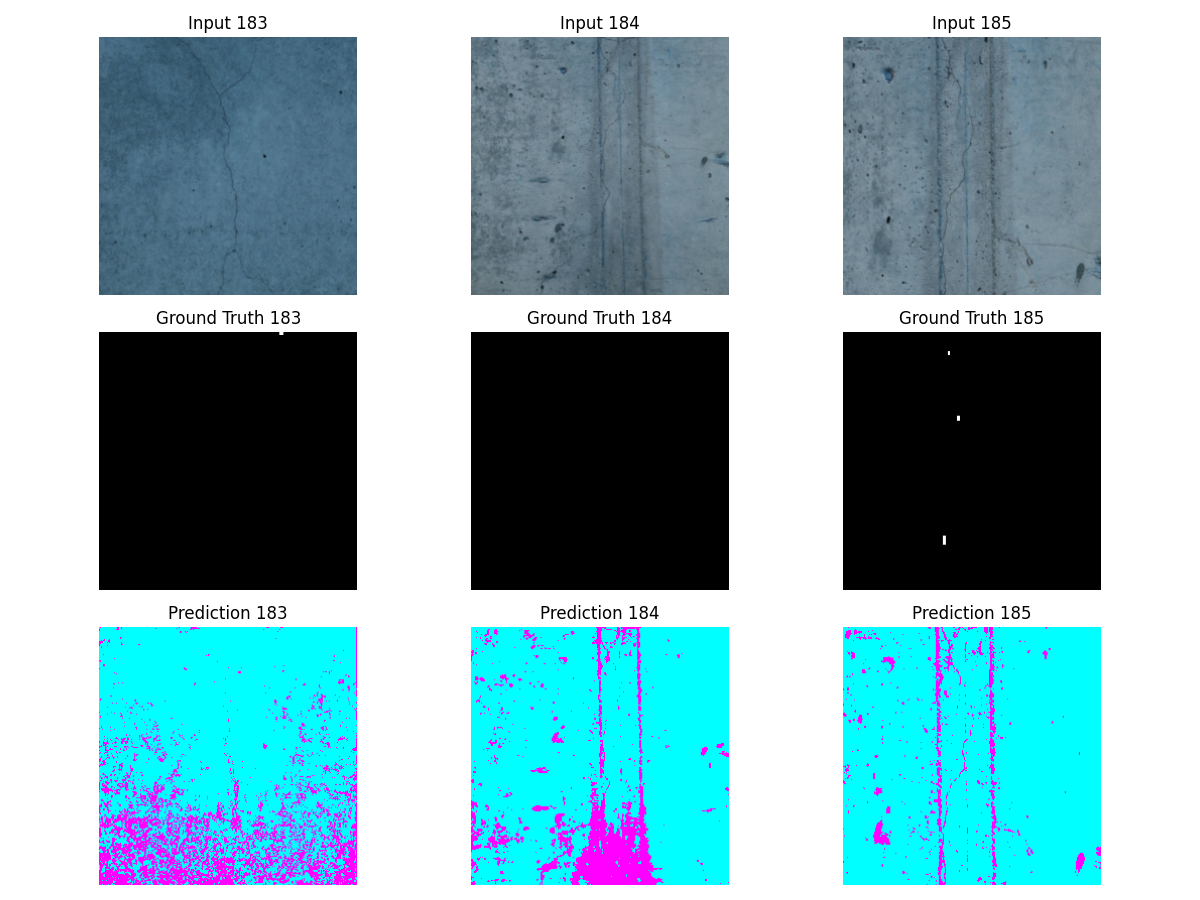 Input 183
Input 184
Input 185
Ground Truth 183
Ground Truth 184
Ground Truth 185
Prediction 183
Prediction 184
Prediction 185